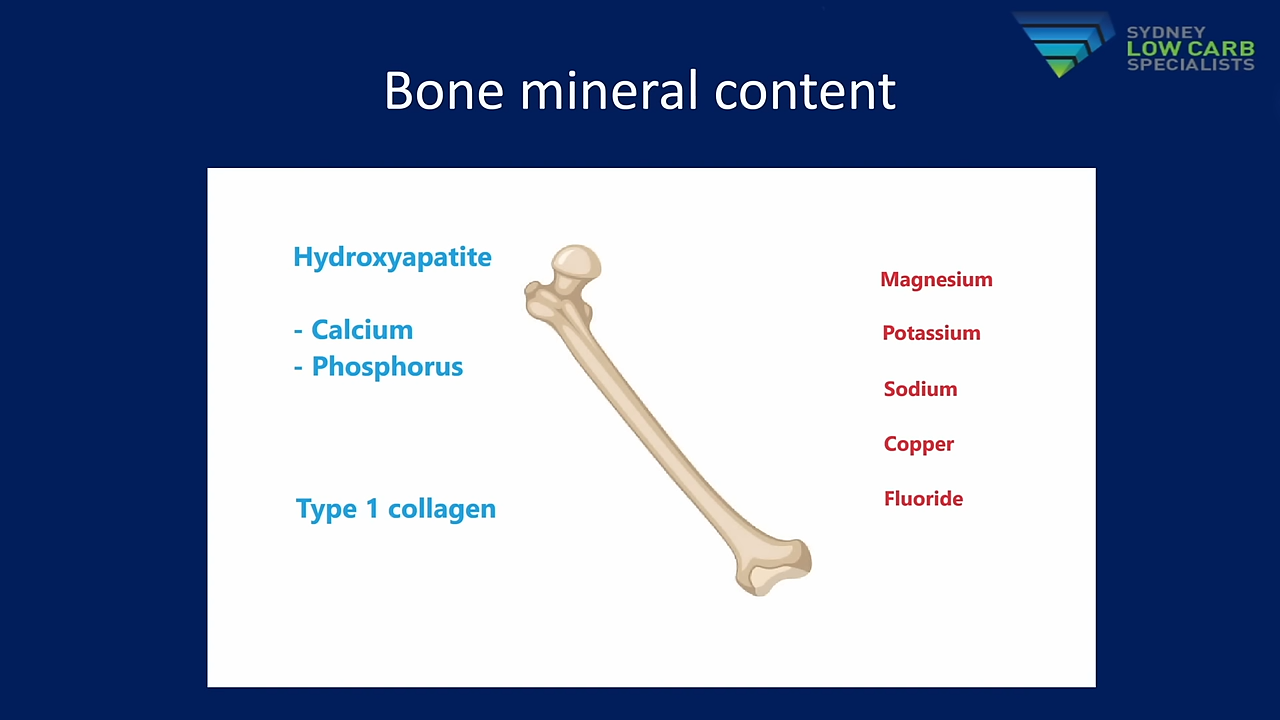 SYDNEY
LOW CARB
SPECIALISTS
Bone mineral content
Hydroxyapatite
- Calcium
- Phosphorus
Type 1 collagen
Magnesium
Potassium
Sodium
Copper
Fluoride